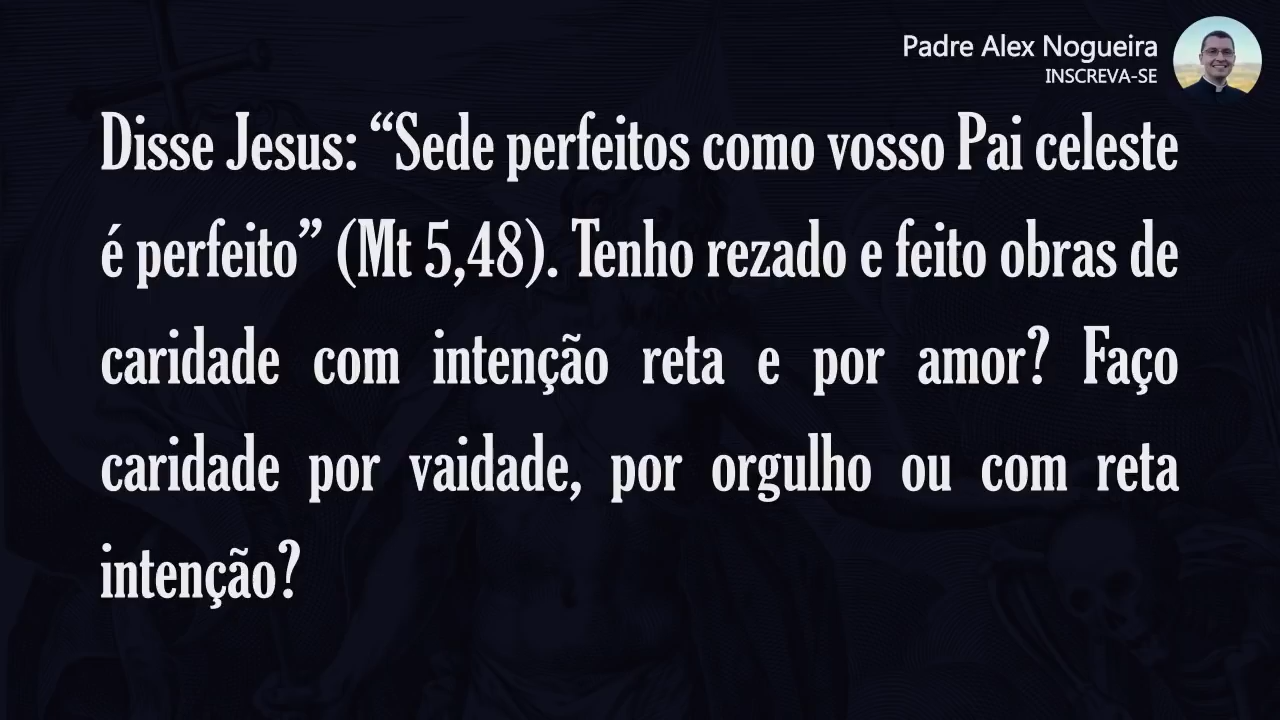 Padre Alex Nogueira
INSCREVA-SE
Disse Jesus: “Sede perfeitos como vosso Pai celeste
é perfeito” (Mt 5,48). Tenho rezado e feito obras de
caridade com intenção reta e por amor? Faço
caridade por vaidade, por orgulho ou com reta
intenção?